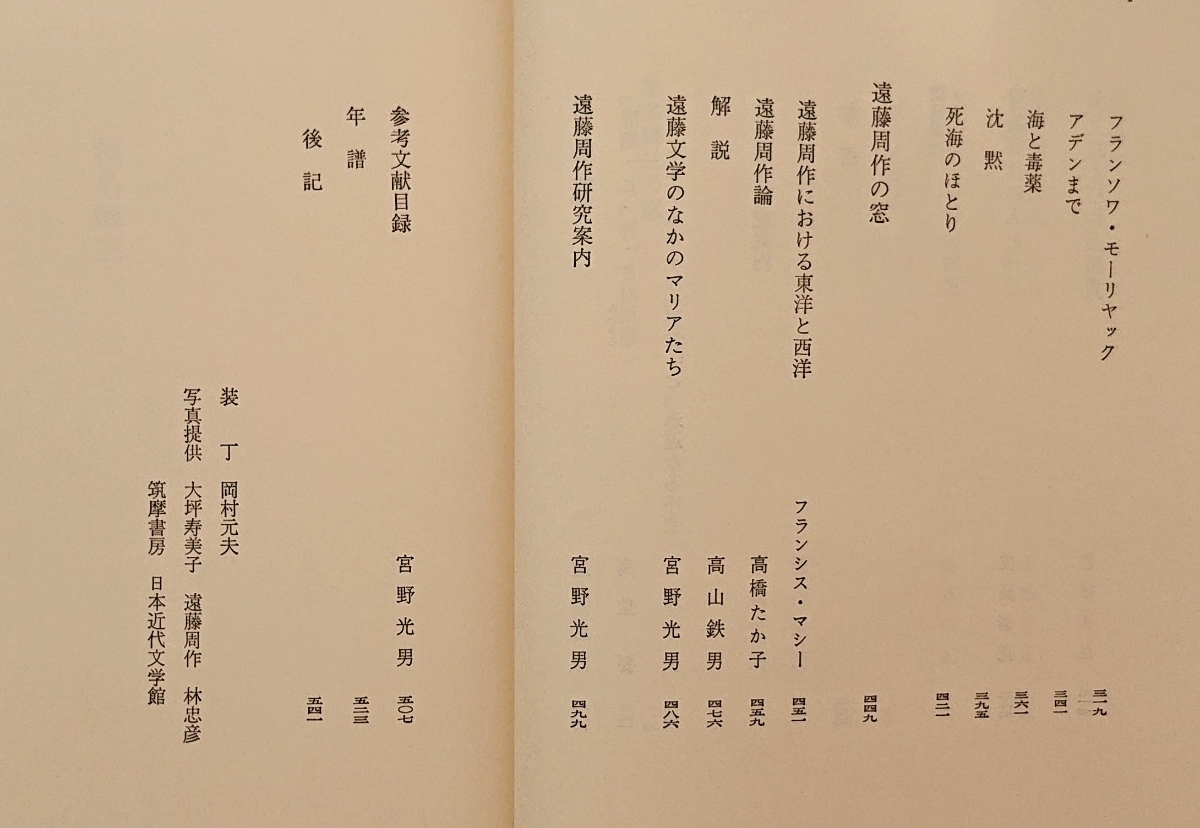 フランソワ・モーリヤック 三一九
アデンまで 三四一
海と毒薬 三六一
沈黙 三九五
死海のほとり 四二一
遠藤周作の窓 四四九
遠藤周作における東洋と西洋 フランシス・マシー 四五一
遠藤周作論 高橋たか子 四五九
解説 高山鉄男 四七六
遠藤文学のなかのマリアたち 宮野光男 四八六
遠藤周作研究案内 宮野光男 四九九
参考文献目録 宮野光男 五〇七
年譜 五二三
後記 五四一
装丁 岡村元夫
写真提供 大坪寿美子 遠藤周作 林忠彦
筑摩書房 日本近代文学館